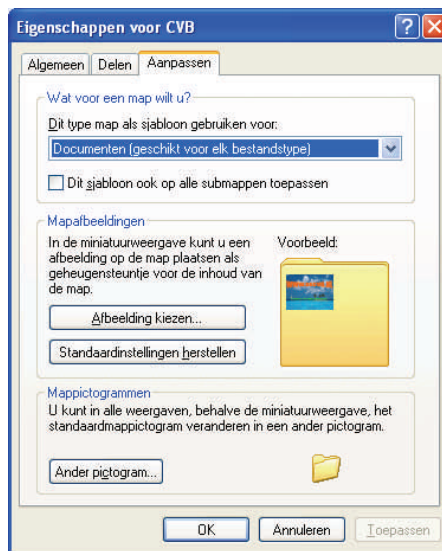 Eigenschappen voor CVB
Algemeen Delen Aanpassen
Wat voor een map wilt u?
Dit type map als sjabloon gebruiken voor:
Documenten (geschikt voor elk bestandstype)
Dit sjabloon ook op alle submappen toepassen
Mapafbeeldingen
In de miniatuurweergave kunt u een
afbeelding op de map plaatsen als
geheugensteuntje voor de inhoud van
de map.
Voorbeeld:
Afbeelding kiezen...
Standaardinstellingen herstellen
Mappictogrammen
U kunt in alle weergaven, behalve de miniatuurweergave, het
standaardmappictogram veranderen in een ander pictogram.
Ander pictogram...
OK Annuleren Toepassen